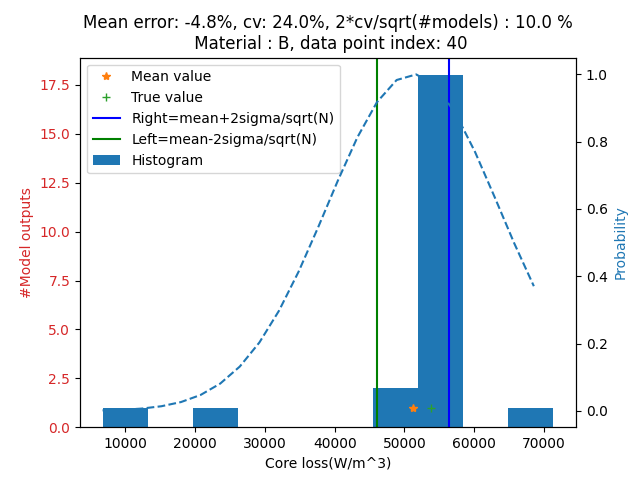 Mean error: -4.8%, cv: 24.0%, 2*cv/sqrt(#models) : 10.0 %
Material : B, data point index: 40
Mean value
True value
Right=mean+2sigma/sqrt(N)
Left=mean-2sigma/sqrt(N)
Histogram
17.5
15.0
12.5
10.0
7.5
5.0
2.5
0.0
#Model outputs
1.0
0.8
0.6
0.4
0.2
0.0
Probability
10000 20000 30000 40000 50000 60000 70000
Core loss(W/m^3)